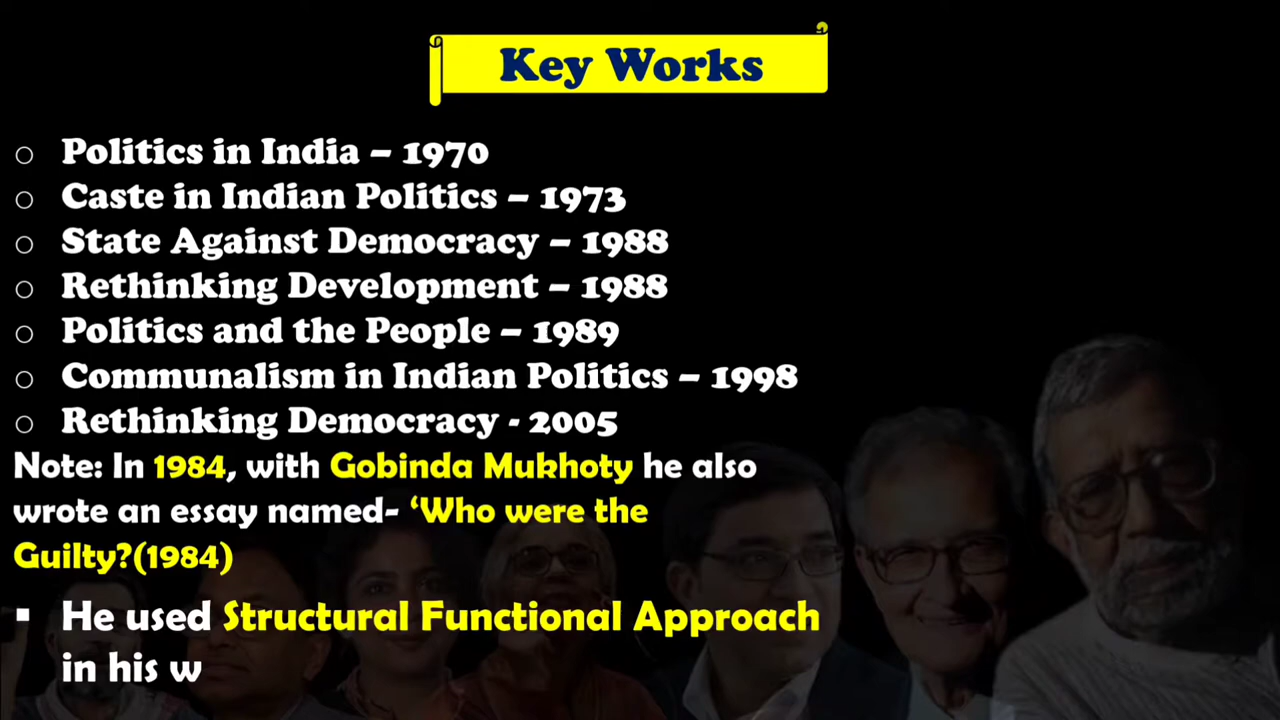 Key Works
Politics in India – 1970
Caste in Indian Politics – 1973
State Against Democracy – 1988
Rethinking Development – 1988
Politics and the People – 1989
Communalism in Indian Politics – 1998
Rethinking Democracy - 2005
Note: In 1984, with Gobinda Mukhoty he also
wrote an essay named- ‘Who were the
Guilty?(1984)
He used Structural Functional Approach
in his w